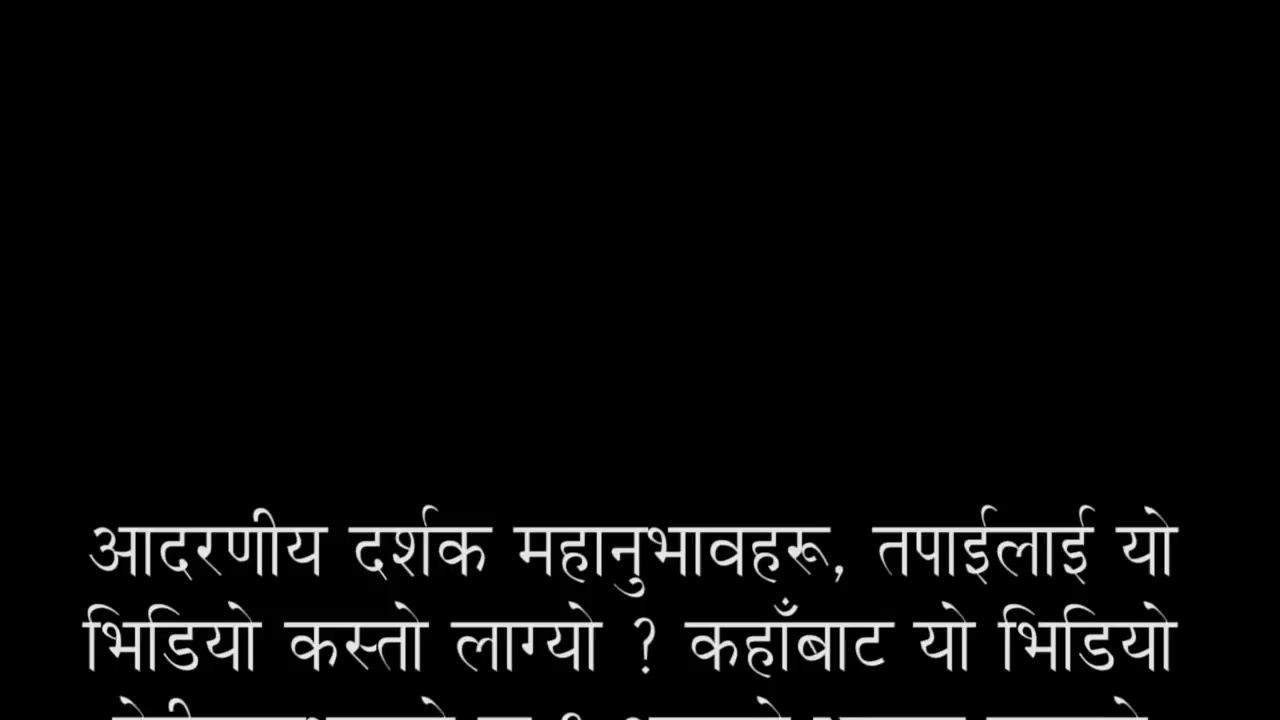 आदरणीय दर्शक महानुभावहरू, तपाईलाई यो
भिडियो कस्तो लाग्यो ? कहाँबाट यो भिडियो